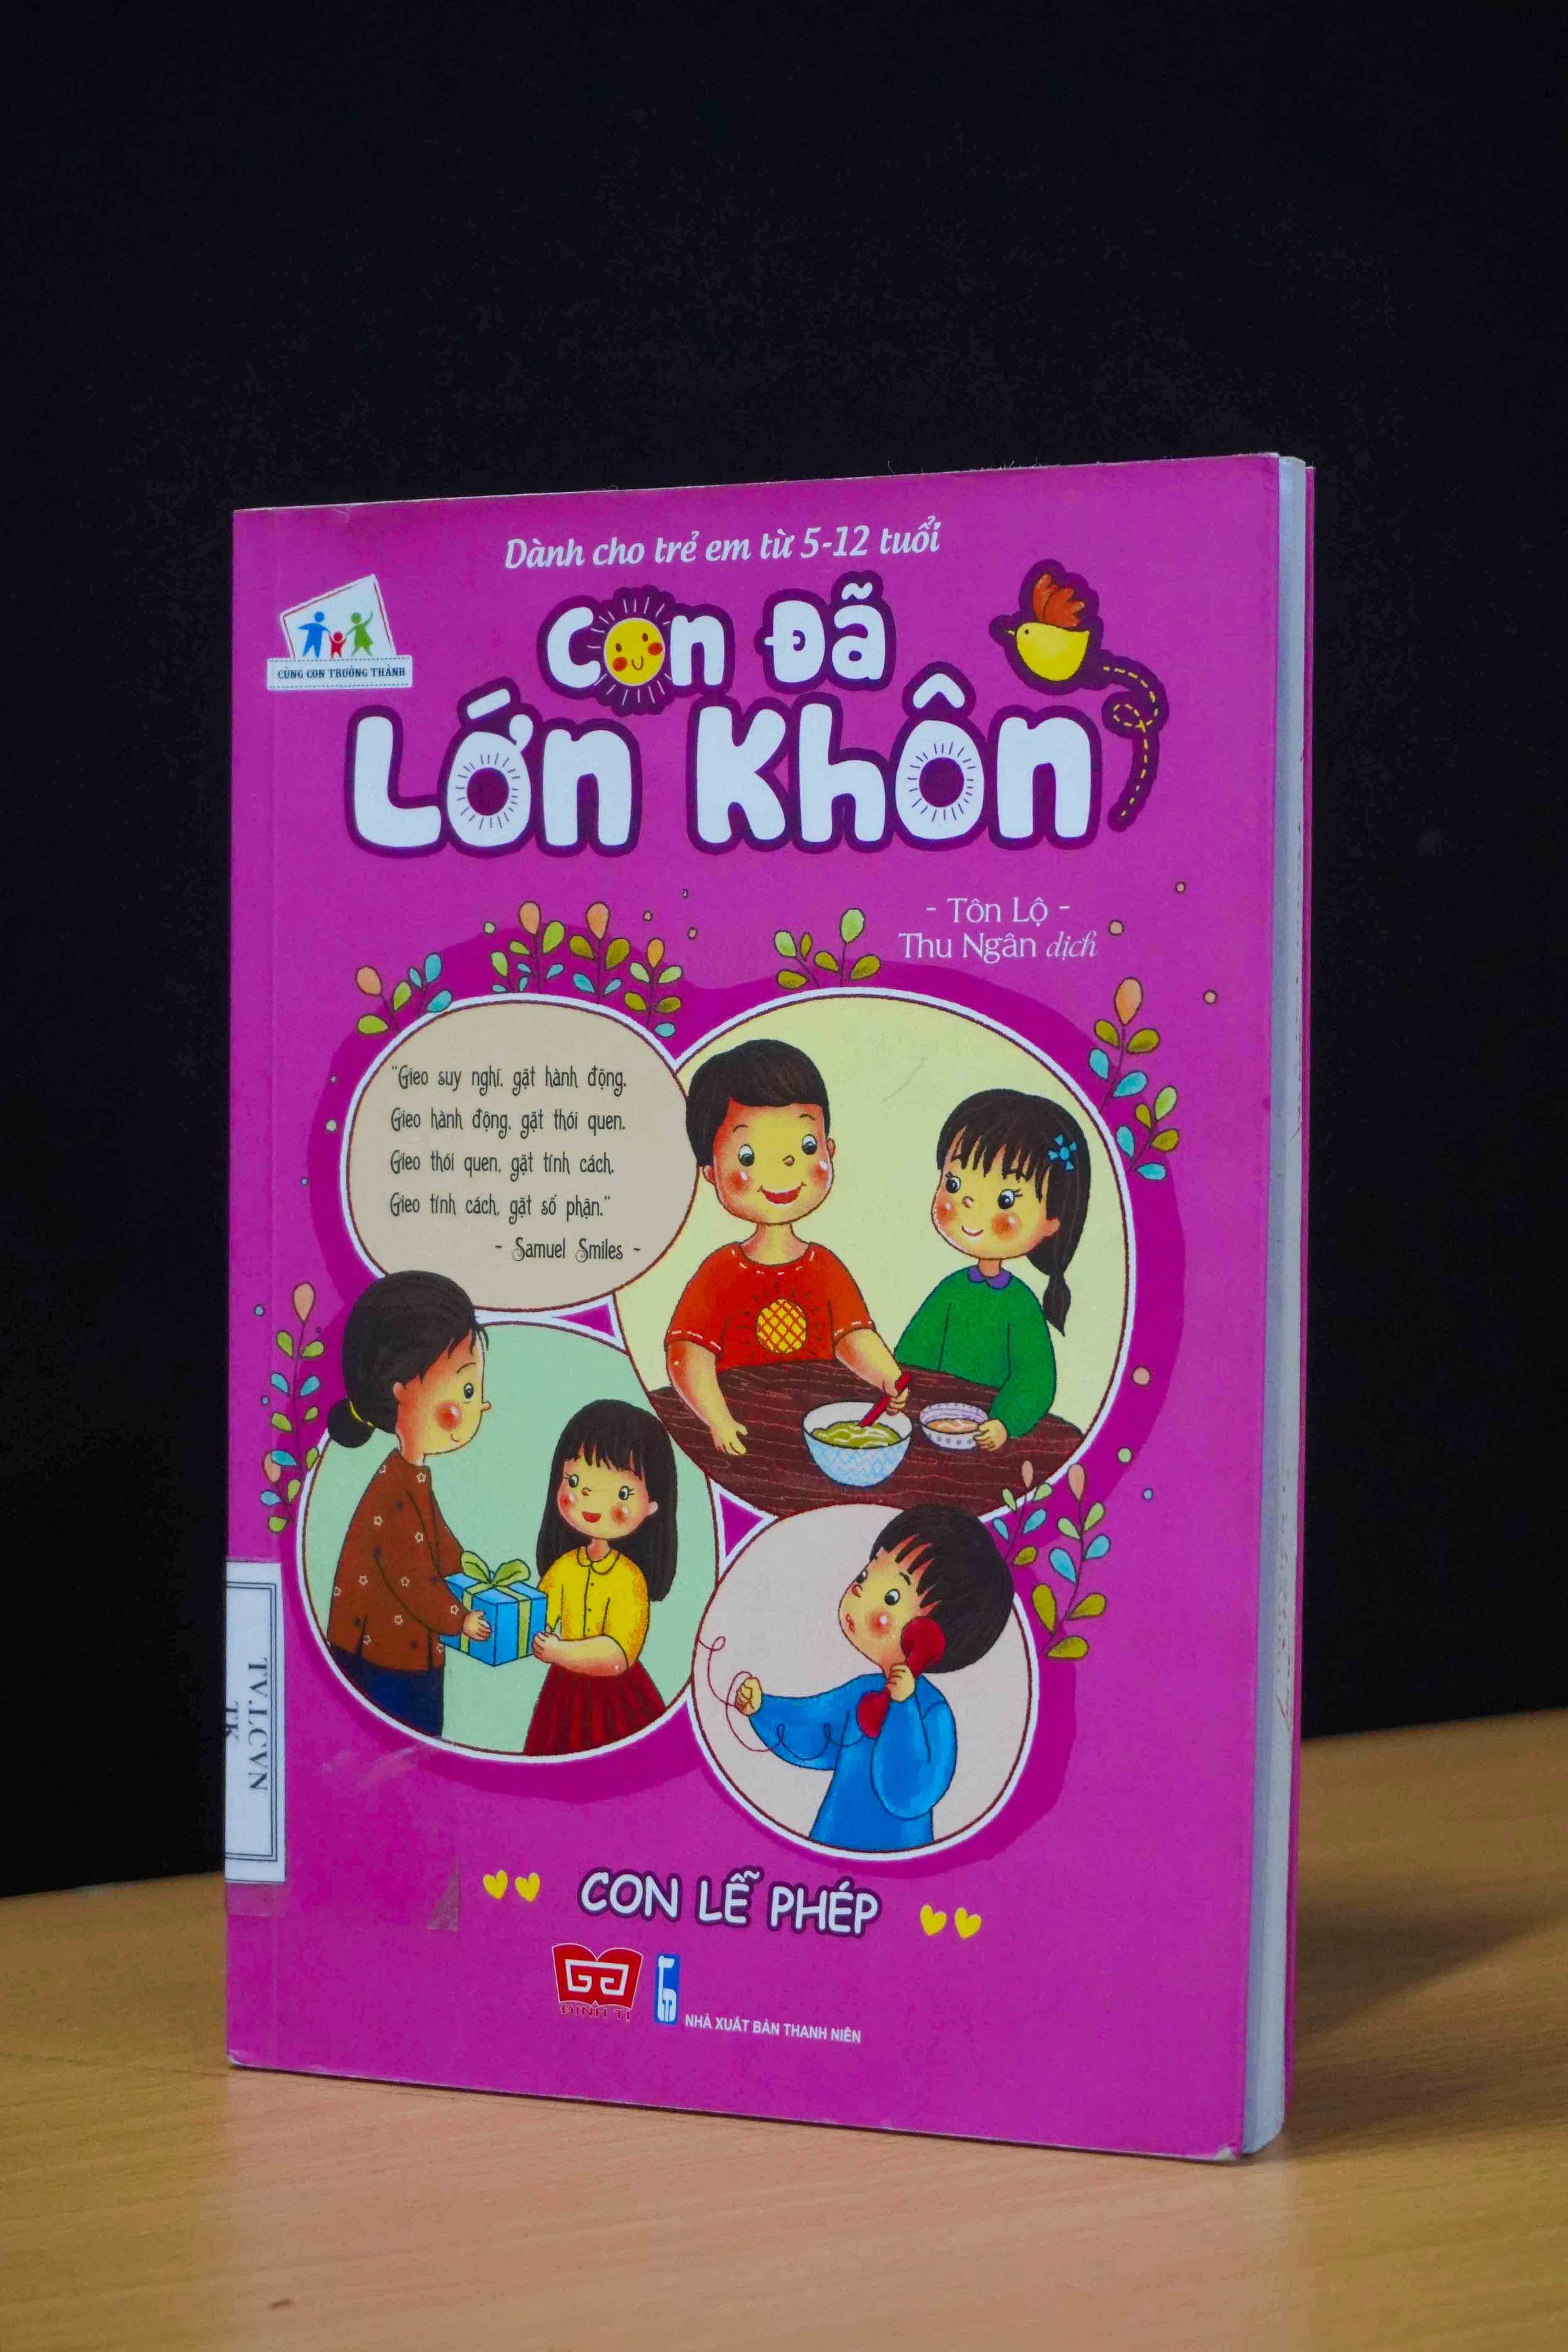 Dành cho trẻ em từ 5-12 tuổi
CÙNG CON TRƯỞNG THÀNH
Con Đã
Lớn Khôn
- Tôn Lộ -
Thu Ngân dịch
"Gieo suy nghĩ, gặt hành động.
Gieo hành động, gặt thói quen.
Gieo thói quen, gặt tính cách.
Gieo tính cách, gặt số phận."
~ Samuel Smiles ~
TV.LCVN
TK
CON LỄ PHÉP
ĐINH TỊ
NHÀ XUẤT BẢN THANH NIÊN